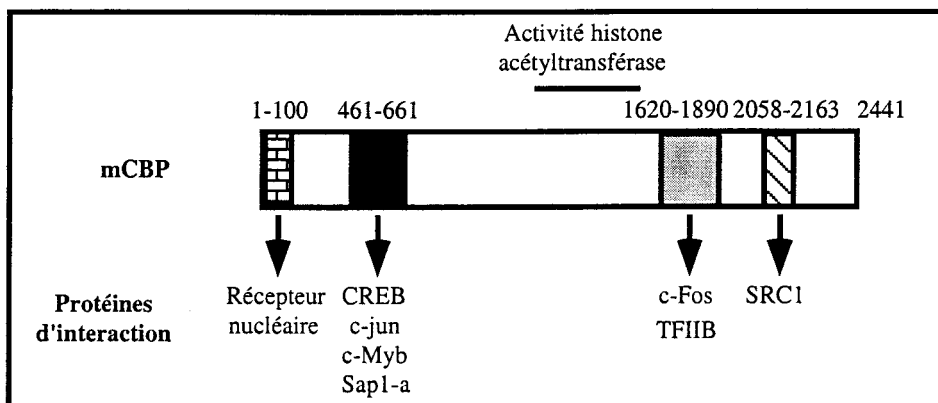 Activité histone
acétyltransférase
1-100 461-661 1620-1890 2058-2163 2441
mCBP
Protéines
d'interaction
Récepteur
nucléaire
CREB
c-jun
c-Myb
Sap1-a
c-Fos
TFIIB
SRC1